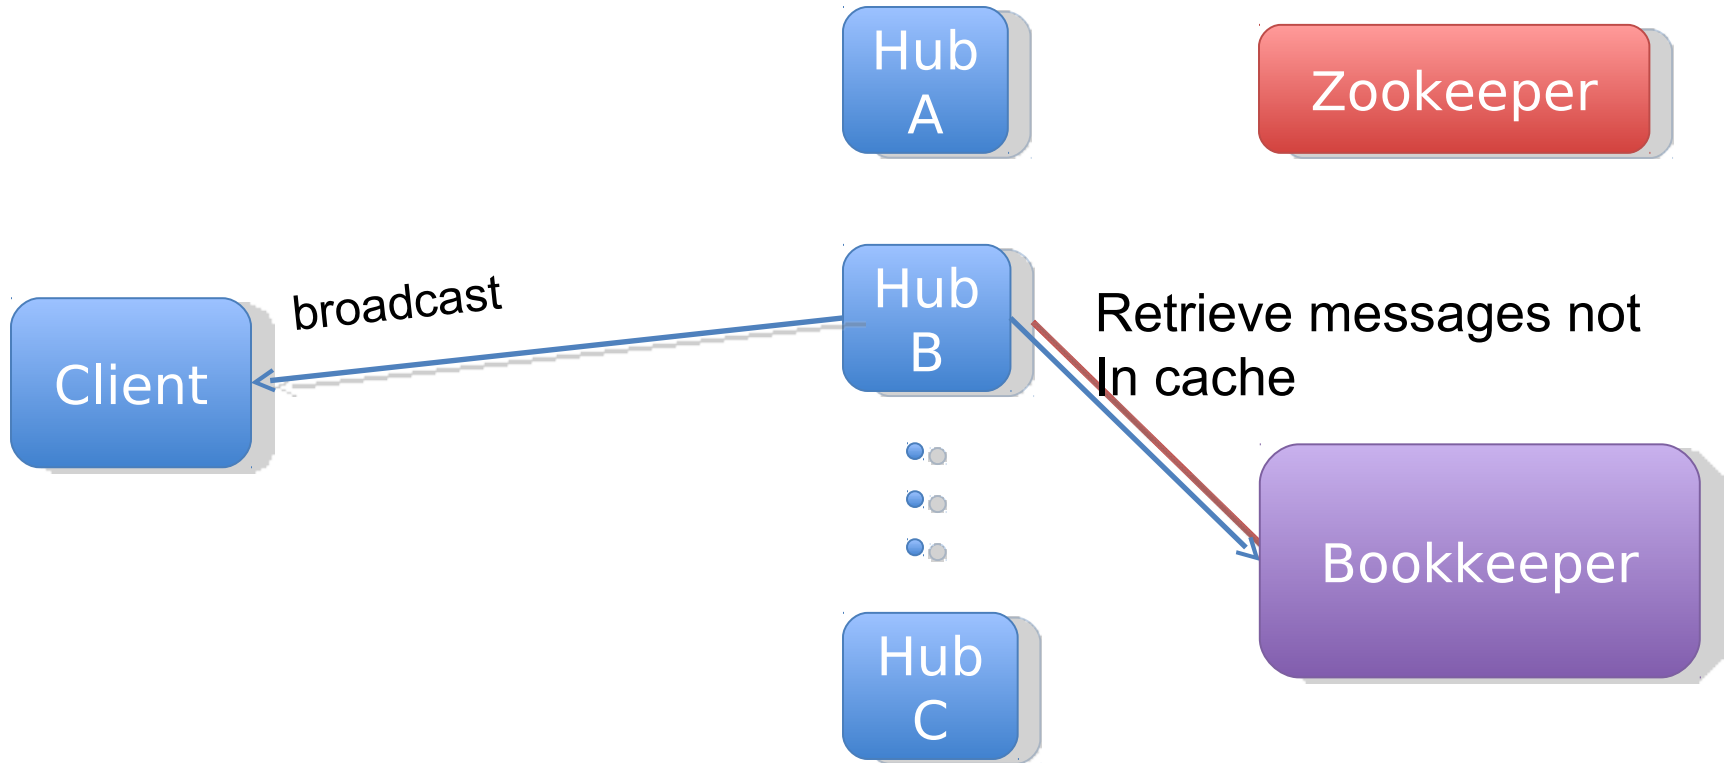 Hub
A
Zookeeper
broadcast
Hub
B
Retrieve messages not
In cache
Client
Bookkeeper
Hub
C